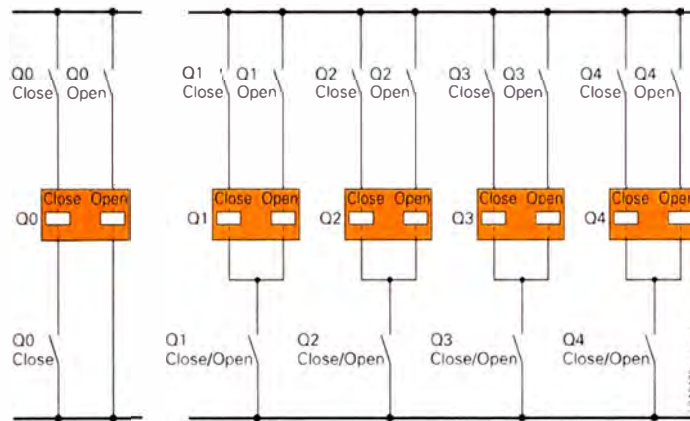 Q0 Q0 Q1 Q1 Q2 Q2 Q3 Q3 Q4 Q4
Close Open Close Open Close Open Close Open Close Open
Close Open Close Open Close Open Close Open Close Open
Q0 Q1 Q2 Q3 Q4
Q0 Q1 Q2 Q3 Q4
Close Close/Open Close/Open Close/Open Close/Open